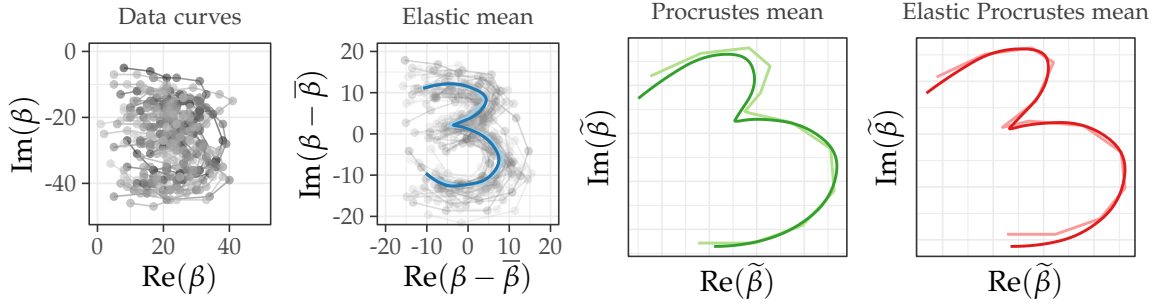 Data curves
Im(β)
0
-20
-40
0
20
40
Re(β)
Elastic mean
Im(β − β̅)
20
10
0
-10
-20
-20
-10
0
10
20
Re(β − β̅)
Procrustes mean
Im(β̃)
Re(β̃)
Elastic Procrustes mean
Im(β̃)
Re(β̃)